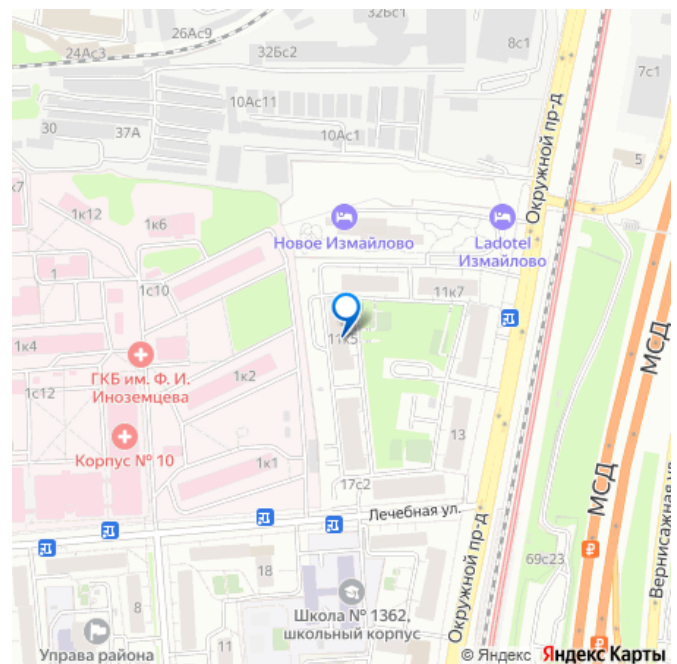 32Бс1
26Ас9
8с1
24Ас3
32Бс2
7с1
10Ас11
30
37А
10Ас1
5
Окружной пр-д
к7
1к12
1к6
Новое Измайлово
Ladotel
Измайлово
1
1с10
11к7
1к4
11к5
МСД
ГКБ им. Ф. И.
Иноземцева
1к2
1с12
Корпус № 10
13
1к1
17с2
Лечебная ул.
МСД
Окружной пр-д
Вернисажная ул.
18
69с23
8
Школа № 1362,
школьный корпус
11
Управа района
© Яндекс Яндекс Карты